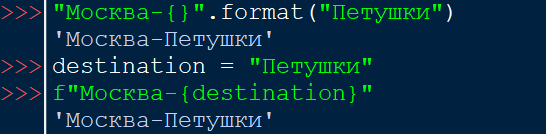 >>> "Москва-{}".format("Петушки")
'Москва-Петушки'
>>> destination = "Петушки"
>>> f"Москва-{destination}"
'Москва-Петушки'